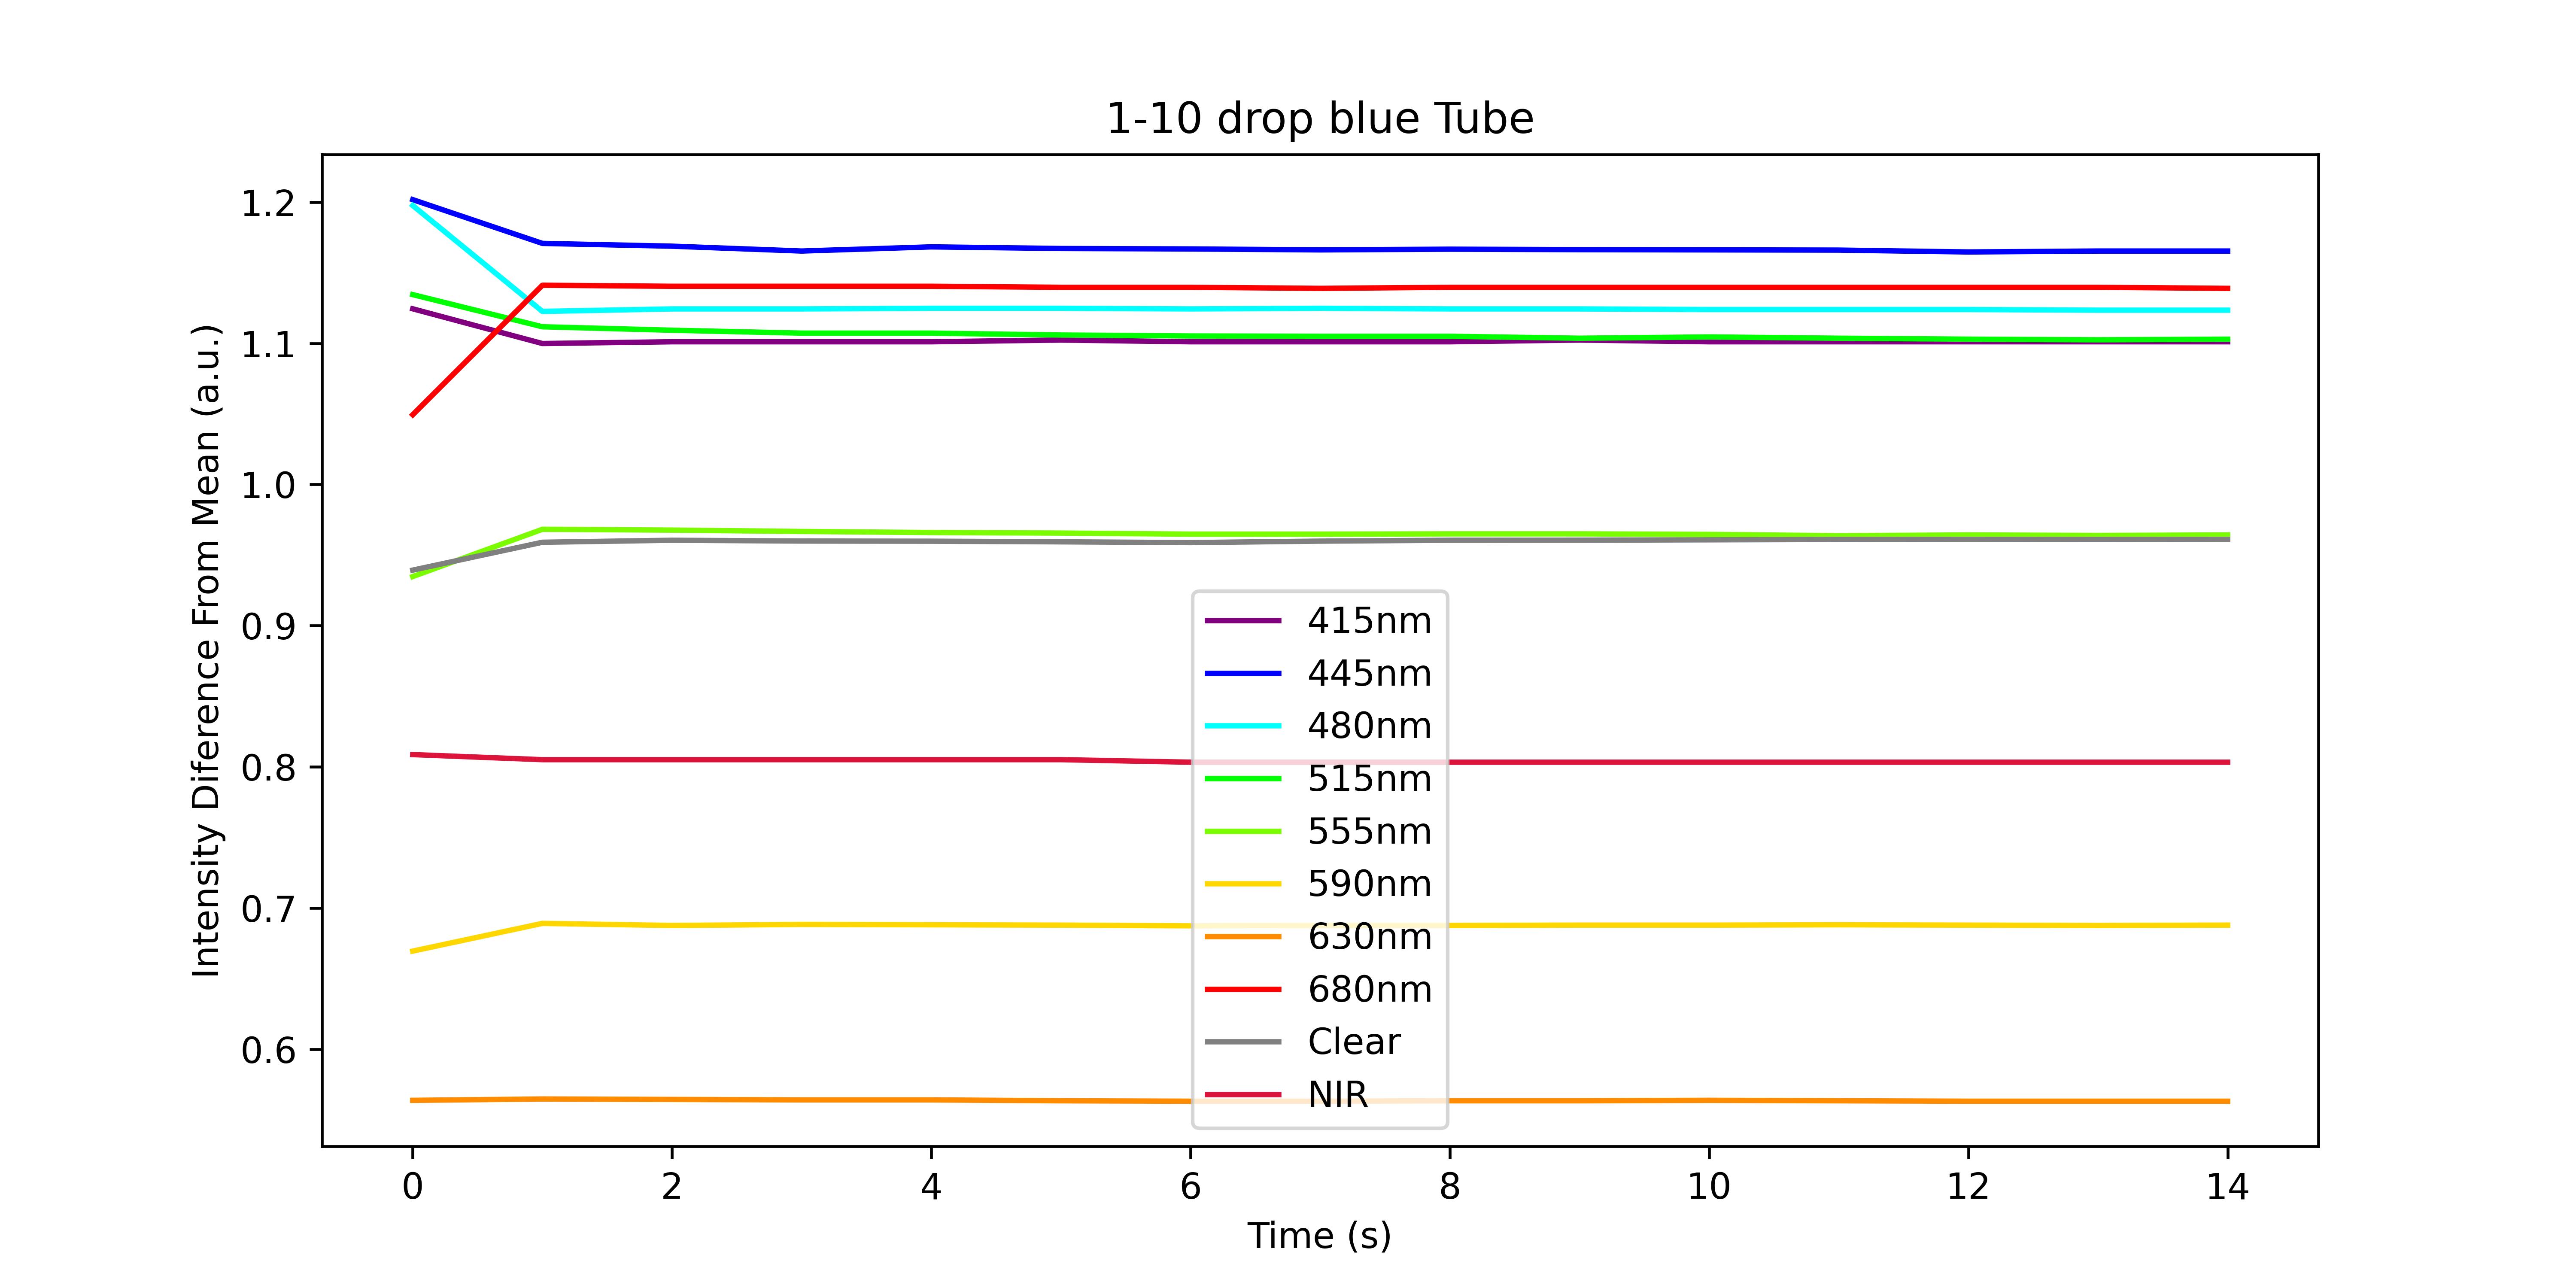 1-10 drop blue Tube
Intensity Diference From Mean (a.u.)
1.2
1.1
1.0
0.9
0.8
0.7
0.6
415nm
445nm
480nm
515nm
555nm
590nm
630nm
680nm
Clear
NIR
0 2 4 6 8 10 12 14
Time (s)